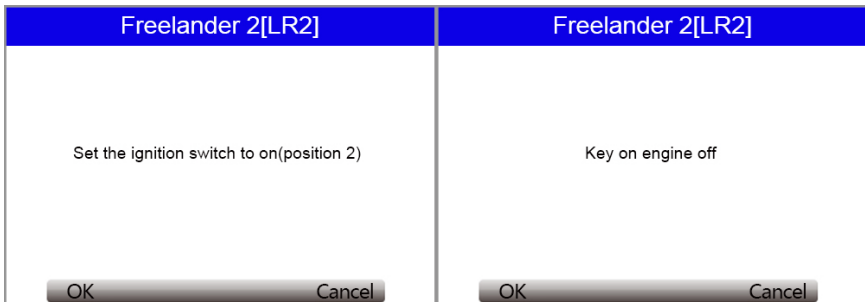 Freelander 2[LR2]
Set the ignition switch to on(position 2)
OK Cancel
Freelander 2[LR2]
Key on engine off
OK Cancel